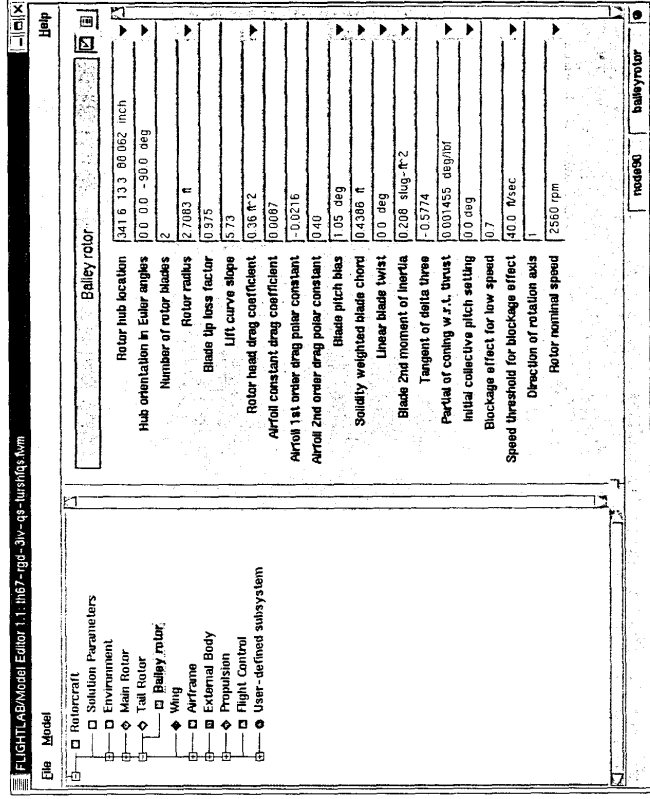 FLIGHTLAB/Model Editor 1.1: th67-rgd-3iv-qs-turshfqs.fwm
File Model Help
Rotorcraft
Solution Parameters
Environment
Main Rotor
Tail Rotor
Bailey rotor
Wing
Airframe
External Body
Propulsion
Flight Control
User-defined subsystem
Bailey rotor
Rotor hub location 341.6 13.3 80.062 inch
Hub orientation in Euler angles 0.0 0.0 -90.0 deg
Number of rotor blades 2
Rotor radius 2.7083 ft
Blade tip loss factor 0.975
Lift curve slope 5.73
Rotor head drag coefficient 0.36 ft^2
Airfoil constant drag coefficient 0.0087
Airfoil 1st order drag polar constant -0.0216
Airfoil 2nd order drag polar constant 0.40
Blade pitch bias 1.05 deg
Solidity weighted blade chord 0.4386 ft
Linear blade twist 0.0 deg
Blade 2nd moment of inertia 0.208 slug-ft^2
Tangent of delta three -0.5774
Partial of coning w.r.t. thrust 0.001455 deg/lbf
Initial collective pitch setting 0.0 deg
Blockage effect for low speed 0.7
Speed threshold for blockage effect 40.0 ft/sec
Direction of rotation axis 1
Rotor nominal speed 2560 rpm
node90 baileyrotor